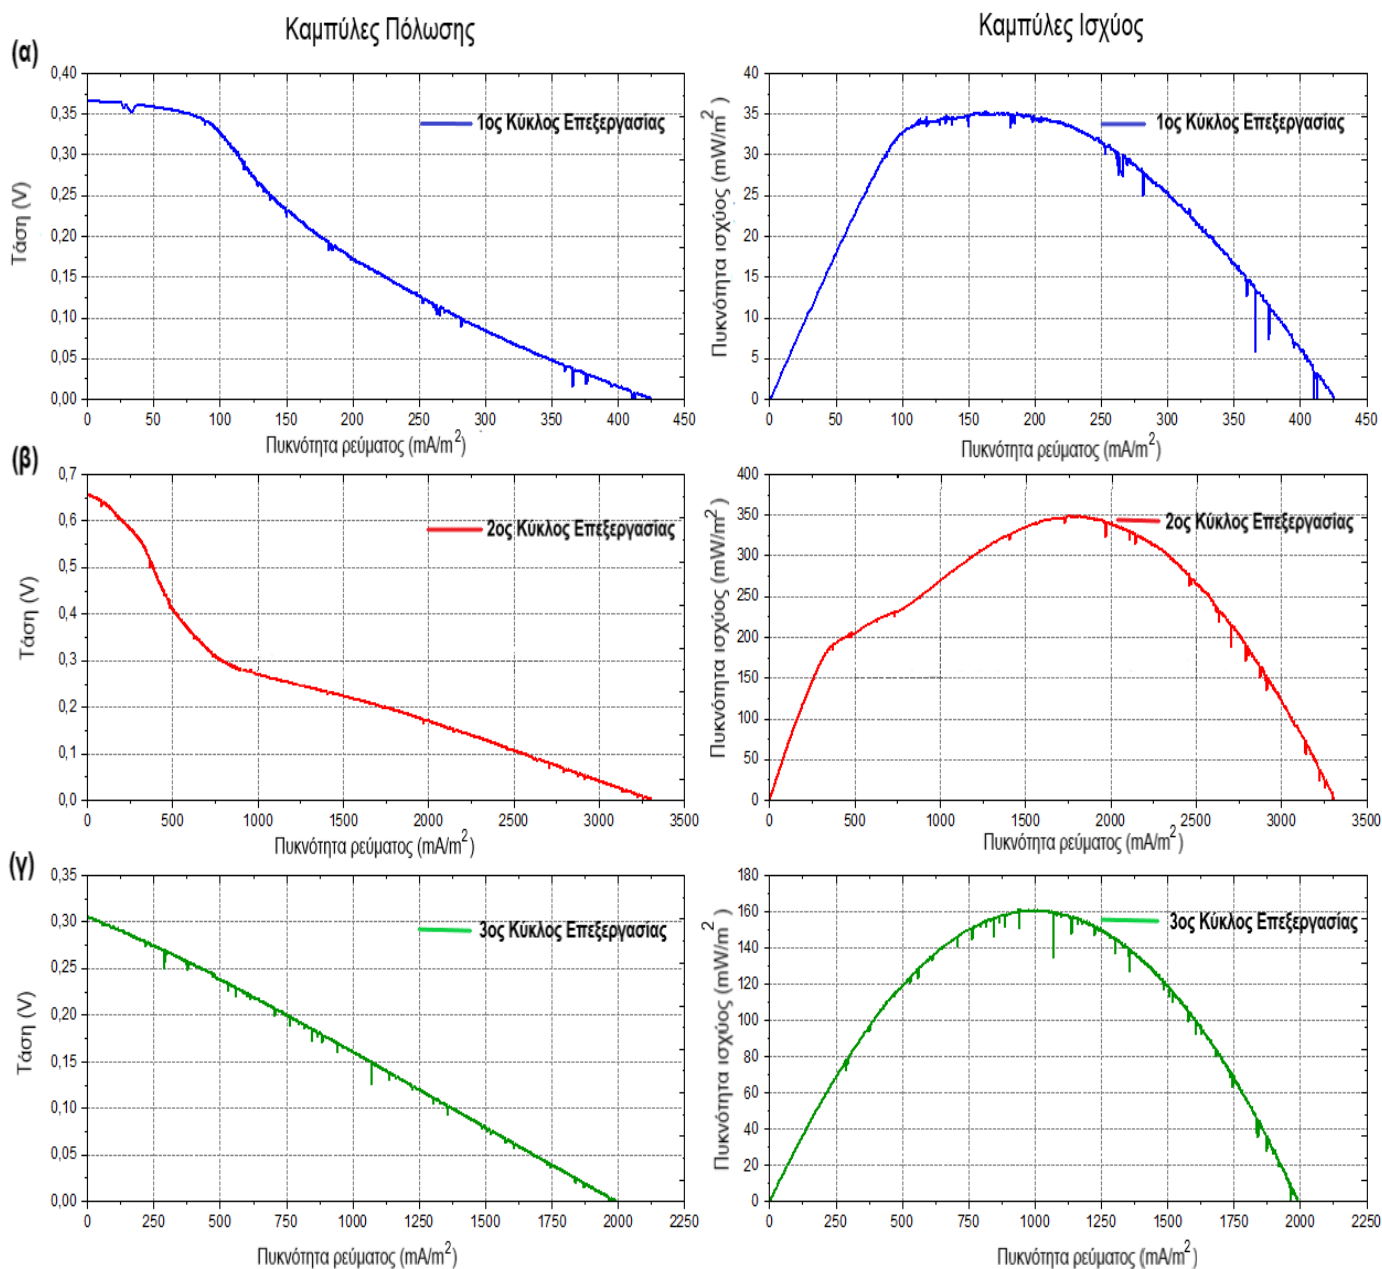 Καμπύλες Πόλωσης
Καμπύλες Ισχύος
(α)
0,40
0,35
0,30
0,25
0,20
0,15
0,10
0,05
0,00
Τάση (V)
1ος Κύκλος Επεξεργασίας
0 50 100 150 200 250 300 350 400 450
Πυκνότητα ρεύματος (mA/m²)
40
35
30
25
20
15
10
5
0
Πυκνότητα ισχύος (mW/m²)
1ος Κύκλος Επεξεργασίας
0 50 100 150 200 250 300 350 400 450
Πυκνότητα ρεύματος (mA/m²)
(β)
0,7
0,6
0,5
0,4
0,3
0,2
0,1
0,0
Τάση (V)
2ος Κύκλος Επεξεργασίας
0 500 1000 1500 2000 2500 3000 3500
Πυκνότητα ρεύματος (mA/m²)
400
350
300
250
200
150
100
50
0
Πυκνότητα ισχύος (mW/m²)
2ος Κύκλος Επεξεργασίας
0 500 1000 1500 2000 2500 3000 3500
Πυκνότητα ρεύματος (mA/m²)
(γ)
0,35
0,30
0,25
0,20
0,15
0,10
0,05
0,00
Τάση (V)
3ος Κύκλος Επεξεργασίας
0 250 500 750 1000 1250 1500 1750 2000 2250
Πυκνότητα ρεύματος (mA/m²)
180
160
140
120
100
80
60
40
20
0
Πυκνότητα ισχύος (mW/m²)
3ος Κύκλος Επεξεργασίας
0 250 500 750 1000 1250 1500 1750 2000 2250
Πυκνότητα ρεύματος (mA/m²)